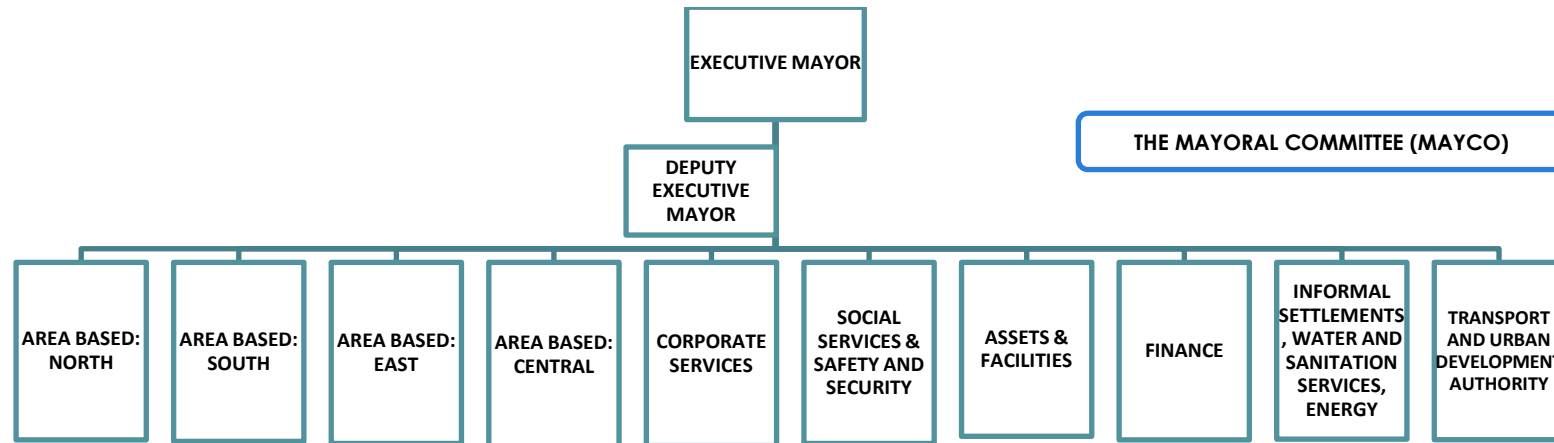 EXECUTIVE MAYOR
THE MAYORAL COMMITTEE (MAYCO)
DEPUTY
EXECUTIVE
MAYOR
AREA BASED:
NORTH
AREA BASED:
SOUTH
AREA BASED:
EAST
AREA BASED:
CENTRAL
CORPORATE
SERVICES
SOCIAL
SERVICES &
SAFETY AND
SECURITY
ASSETS &
FACILITIES
FINANCE
INFORMAL
SETTLEMENTS
, WATER AND
SANITATION
SERVICES,
ENERGY
TRANSPORT
AND URBAN
DEVELOPMENT
AUTHORITY